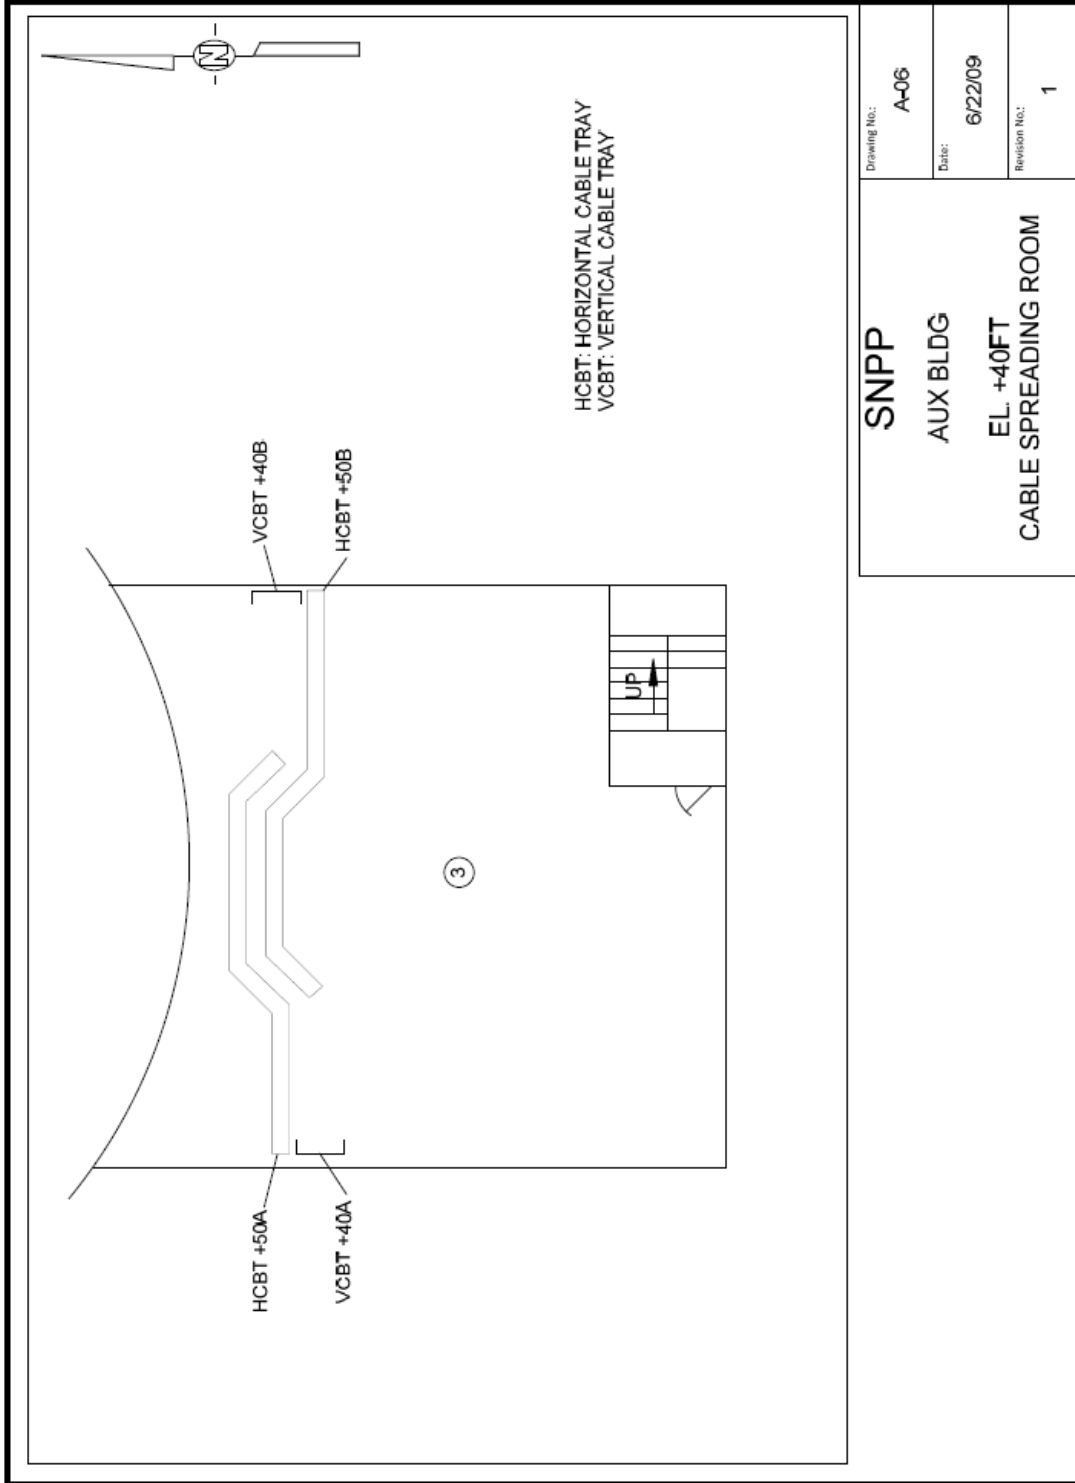 N
HCBT +50A
VCBT +40A
VCBT +40B
HCBT +50B
3
UP
HCBT: HORIZONTAL CABLE TRAY
VCBT: VERTICAL CABLE TRAY
SNPP
AUX BLDG
EL. +40FT
CABLE SPREADING ROOM
Drawing No.:
A-06
Date:
6/22/09
Revision No.:
1